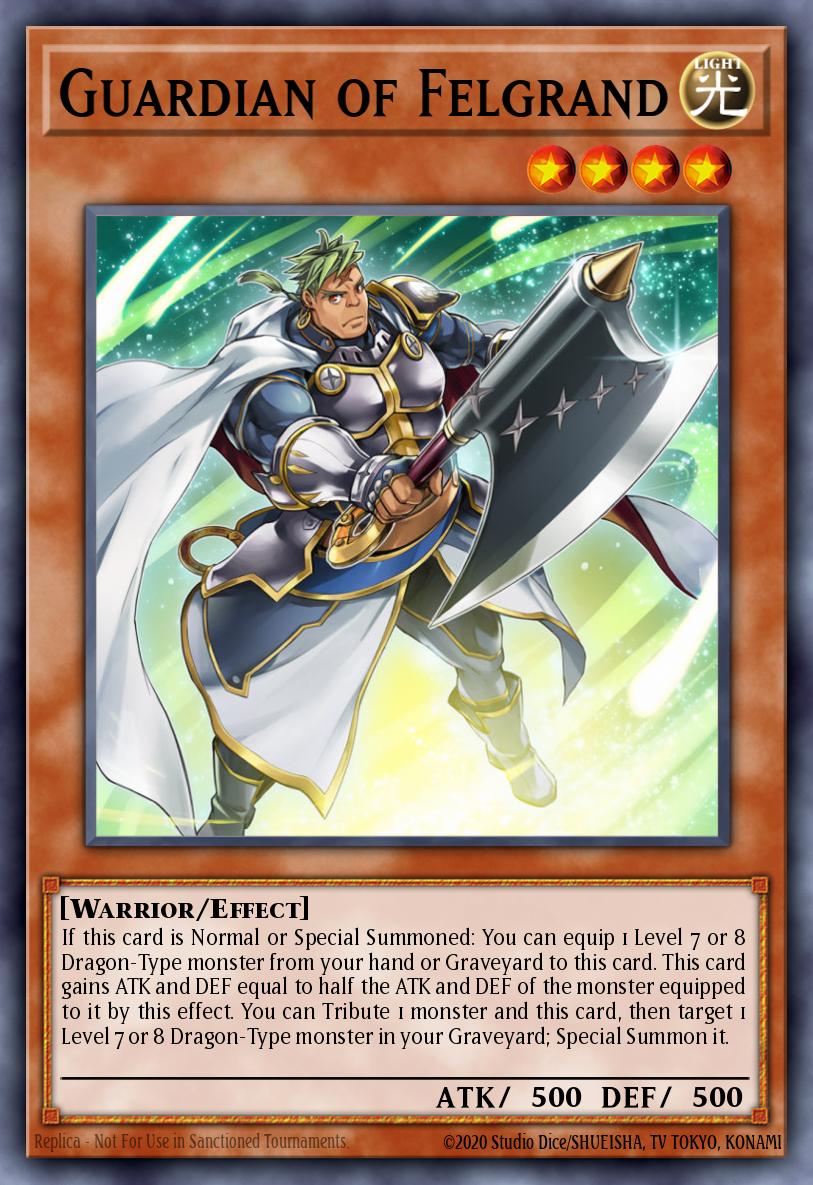 Guardian of Felgrand
LIGHT
光
[Warrior/Effect]
If this card is Normal or Special Summoned: You can equip 1 Level 7 or 8
Dragon-Type monster from your hand or Graveyard to this card. This card
gains ATK and DEF equal to half the ATK and DEF of the monster equipped
to it by this effect. You can Tribute 1 monster and this card, then target 1
Level 7 or 8 Dragon-Type monster in your Graveyard; Special Summon it.
ATK/ 500 DEF/ 500
Replica - Not For Use in Sanctioned Tournaments.
©2020 Studio Dice/SHUEISHA, TV TOKYO, KONAMI